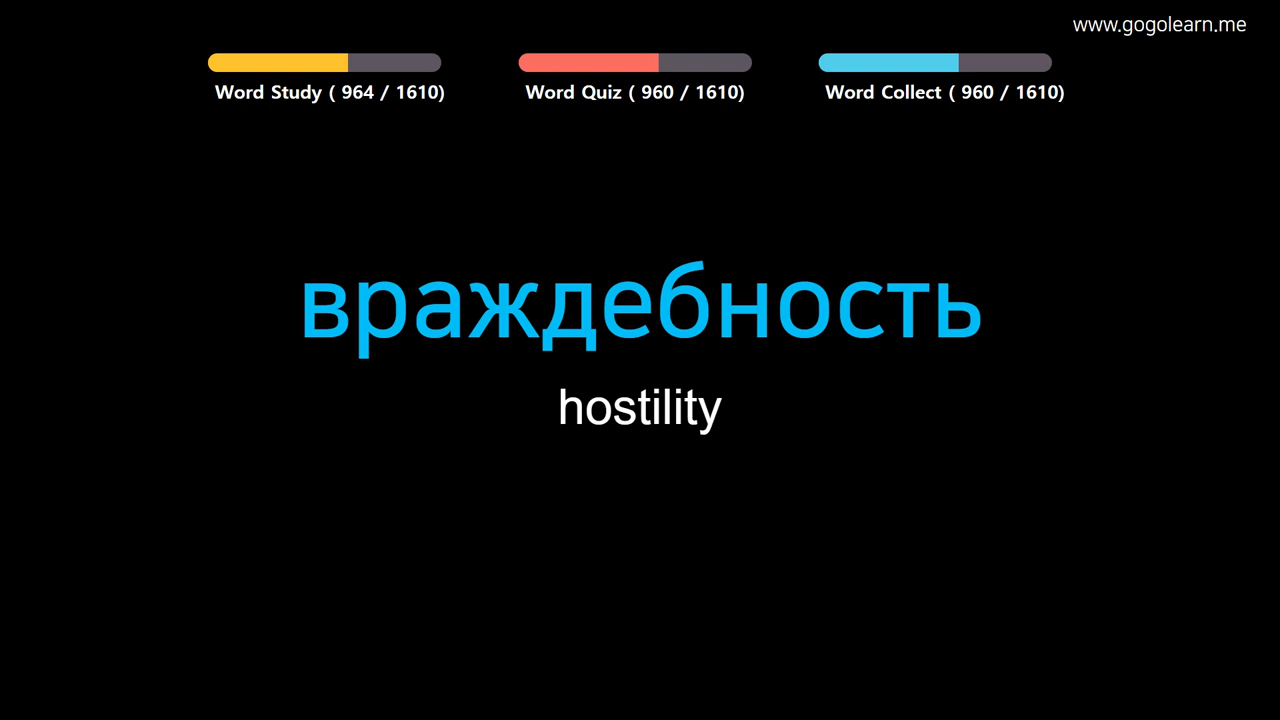 www.gogolearn.me
Word Study ( 964 / 1610) Word Quiz ( 960 / 1610) Word Collect ( 960 / 1610)
враждебность
hostility